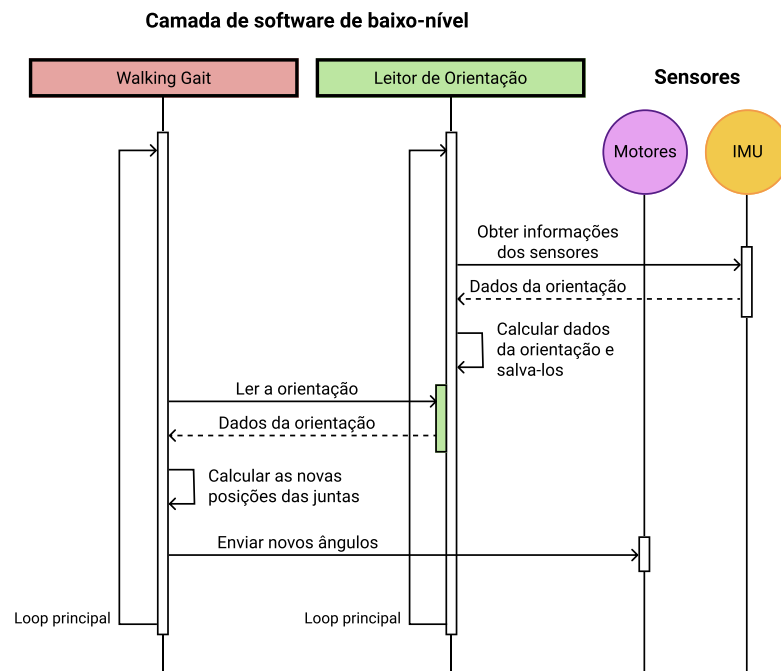 Camada de software de baixo-nível
Walking Gait
Leitor de Orientação
Sensores
Motores
IMU
Obter informações
dos sensores
Dados da orientação
Calcular dados
da orientação e
salva-los
Ler a orientação
Dados da orientação
Calcular as novas
posições das juntas
Enviar novos ângulos
Loop principal
Loop principal